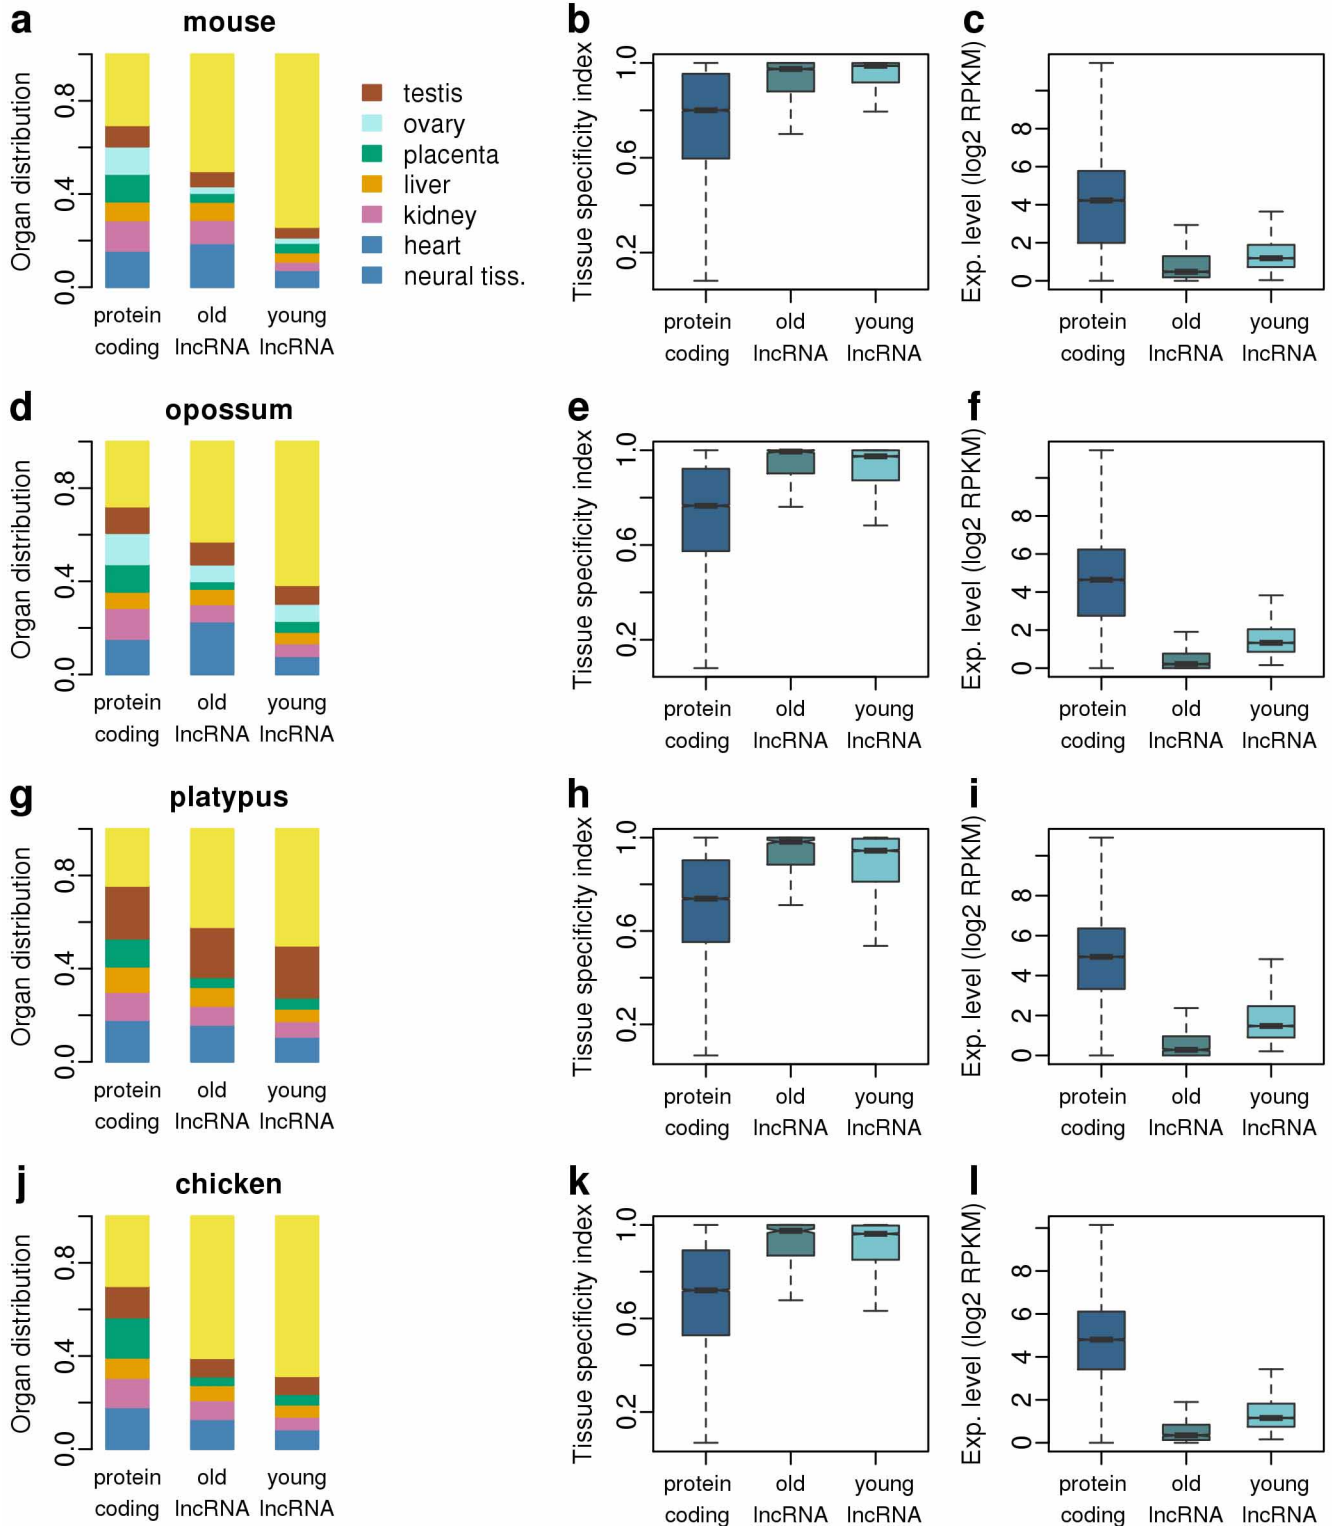 a
mouse
Organ distribution
0.0
0.4
0.8
protein coding
old lncRNA
young lncRNA
testis
ovary
placenta
liver
kidney
heart
neural tiss.
b
Tissue specificity index
0.2
0.6
1.0
protein coding
old lncRNA
young lncRNA
c
Exp. level (log2 RPKM)
0
2
4
6
8
protein coding
old lncRNA
young lncRNA
d
opossum
Organ distribution
0.0
0.4
0.8
protein coding
old lncRNA
young lncRNA
e
Tissue specificity index
0.2
0.6
1.0
protein coding
old lncRNA
young lncRNA
f
Exp. level (log2 RPKM)
0
2
4
6
8
protein coding
old lncRNA
young lncRNA
g
platypus
Organ distribution
0.0
0.4
0.8
protein coding
old lncRNA
young lncRNA
h
Tissue specificity index
0.2
0.6
1.0
protein coding
old lncRNA
young lncRNA
i
Exp. level (log2 RPKM)
0
2
4
6
8
protein coding
old lncRNA
young lncRNA
j
chicken
Organ distribution
0.0
0.4
0.8
protein coding
old lncRNA
young lncRNA
k
Tissue specificity index
0.2
0.6
1.0
protein coding
old lncRNA
young lncRNA
l
Exp. level (log2 RPKM)
0
2
4
6
8
protein coding
old lncRNA
young lncRNA